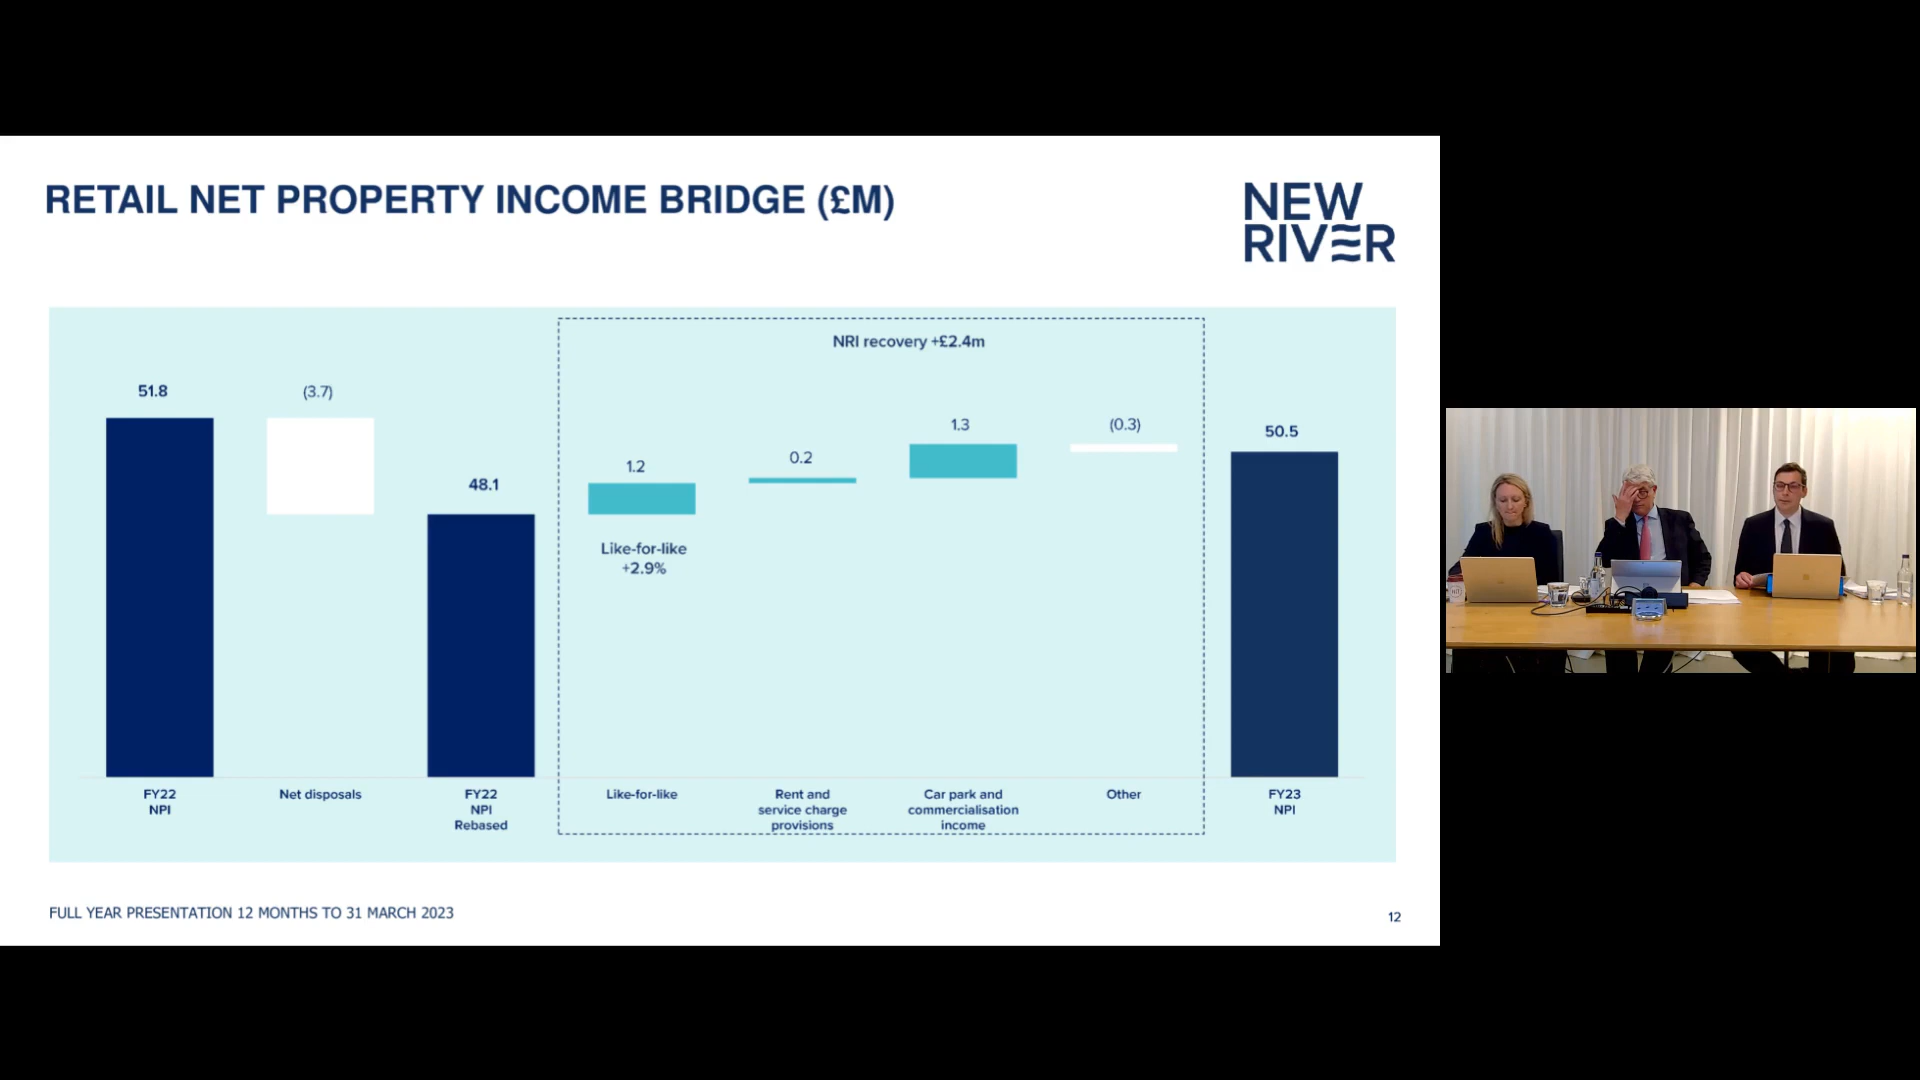 RETAIL NET PROPERTY INCOME BRIDGE (£M)
NEW
RIVER
NRI recovery +£2.4m
51.8
(3.7)
48.1
1.2
0.2
1.3
(0.3)
50.5
Like-for-like
+2.9%
FY22
NPI
Net disposals
FY22
NPI
Rebased
Like-for-like
Rent and
service charge
provisions
Car park and
commercialisation
income
Other
FY23
NPI
FULL YEAR PRESENTATION 12 MONTHS TO 31 MARCH 2023
12